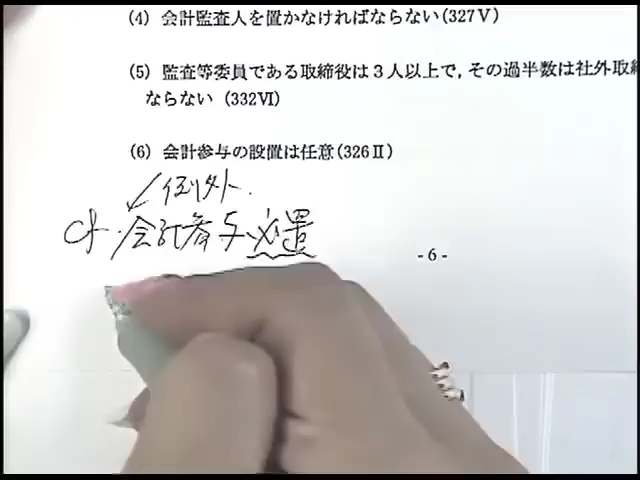 (4) 会計監査人を置かなければならない(327Ⅴ)
(5) 監査等委員である取締役は3人以上で,その過半数は社外取締
ならない (332Ⅵ)
(6) 会計参与の設置は任意(326Ⅱ)
例外.
cf. 会計参与必置
-6-